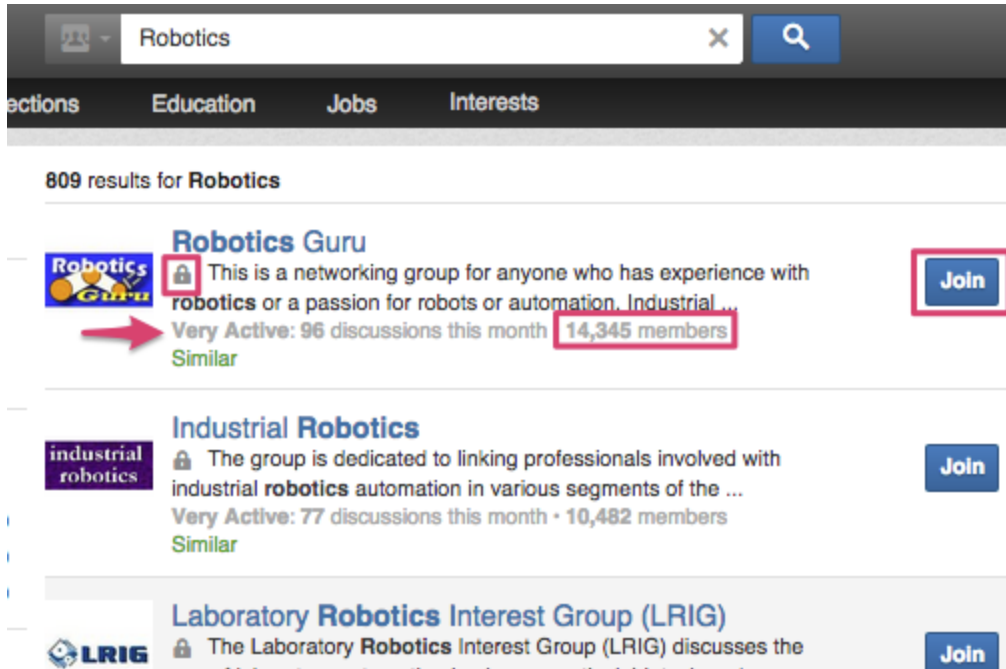 Robotics
ections Education Jobs Interests
809 results for Robotics
Robotics Guru
Robotics
Guru
This is a networking group for anyone who has experience with
robotics or a passion for robots or automation. Industrial ...
Join
Very Active: 96 discussions this month 14,345 members
Similar
Industrial Robotics
industrial
robotics
The group is dedicated to linking professionals involved with
industrial robotics automation in various segments of the ...
Join
Very Active: 77 discussions this month · 10,482 members
Similar
Laboratory Robotics Interest Group (LRIG)
LRIG
The Laboratory Robotics Interest Group (LRIG) discusses the
Join